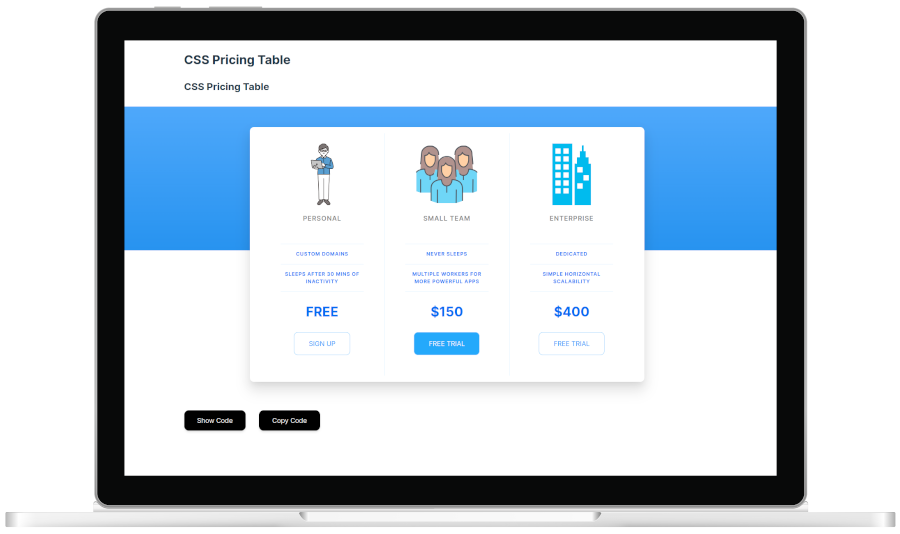 CSS Pricing Table
CSS Pricing Table
PERSONAL
CUSTOM DOMAINS
SLEEPS AFTER 30 MINS OF
INACTIVITY
FREE
SIGN UP
SMALL TEAM
NEVER SLEEPS
MULTIPLE WORKERS FOR
MORE POWERFUL APPS
$150
FREE TRIAL
ENTERPRISE
DEDICATED
SIMPLE HORIZONTAL
SCALABILITY
$400
FREE TRIAL
Show Code
Copy Code